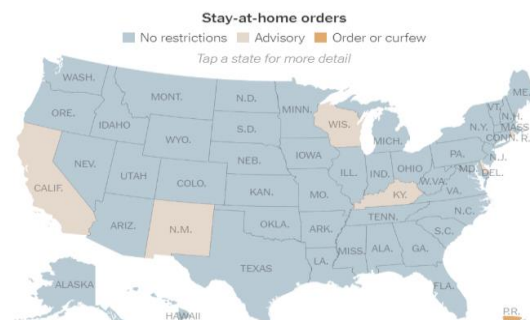 Stay-at-home orders
No restrictions Advisory Order or curfew
Tap a state for more detail
WASH.
MONT.
N.D.
MINN.
WIS.
MICH.
VT.
ME.
N.H.
N.Y.
MASS
CONN.
R.
ORE.
IDAHO
S.D.
WYO.
NEB.
IOWA
ILL.
IND.
OHIO
PA.
N.J.
MD.
DEL.
NEV.
UTAH
COLO.
KAN.
MO.
KY.
W.VA.
VA.
CALIF.
ARIZ.
N.M.
OKLA.
ARK.
TENN.
N.C.
S.C.
TEXAS
LA.
MISS.
ALA.
GA.
FLA.
ALASKA
HAWAII
P.R.